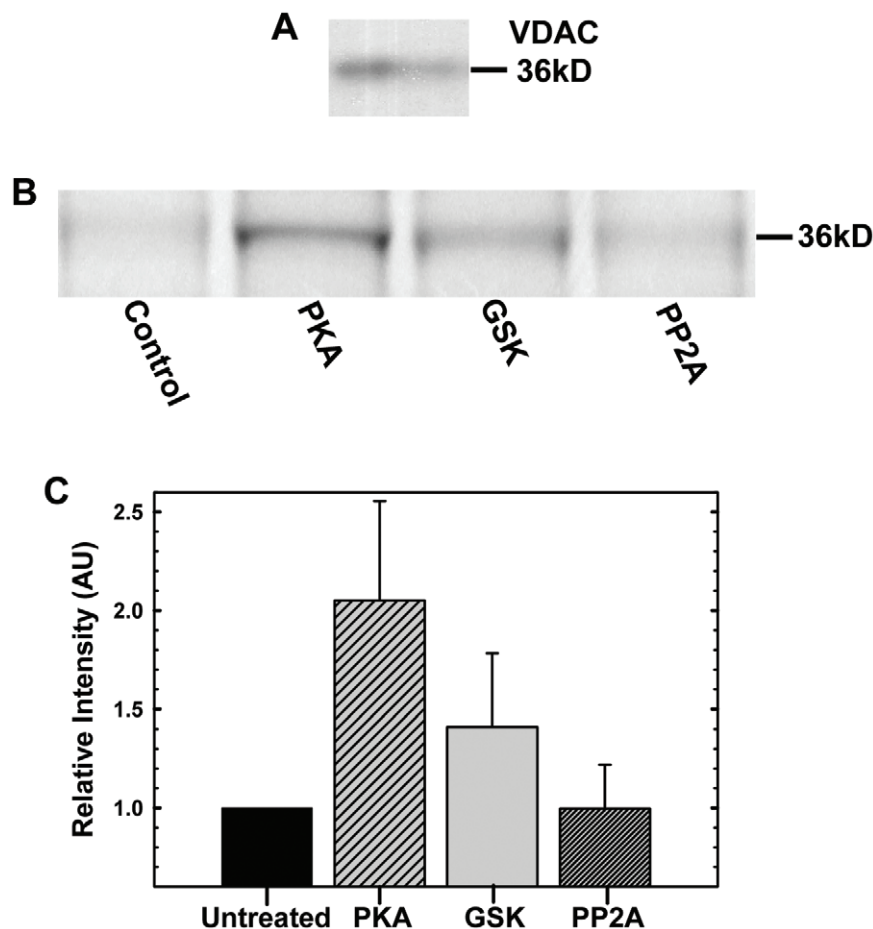 A
VDAC
36kD
B
36kD
Control PKA GSK PP2A
C
Relative Intensity (AU)
2.5
2.0
1.5
1.0
Untreated PKA GSK PP2A